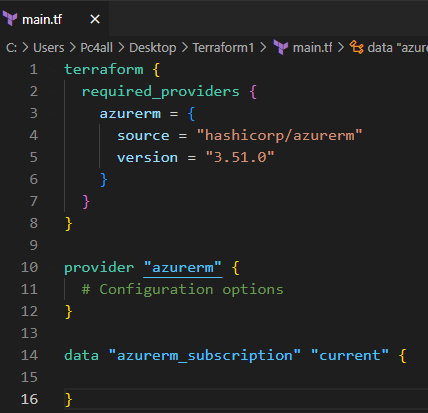 main.tf
C: > Users > Pc4all > Desktop > Terraform1 > main.tf > data "azure
1 terraform {
2   required_providers {
3     azurerm = {
4       source = "hashicorp/azurerm"
5       version = "3.51.0"
6     }
7   }
8 }
9
10 provider "azurerm" {
11   # Configuration options
12 }
13
14 data "azurerm_subscription" "current" {
15
16 }